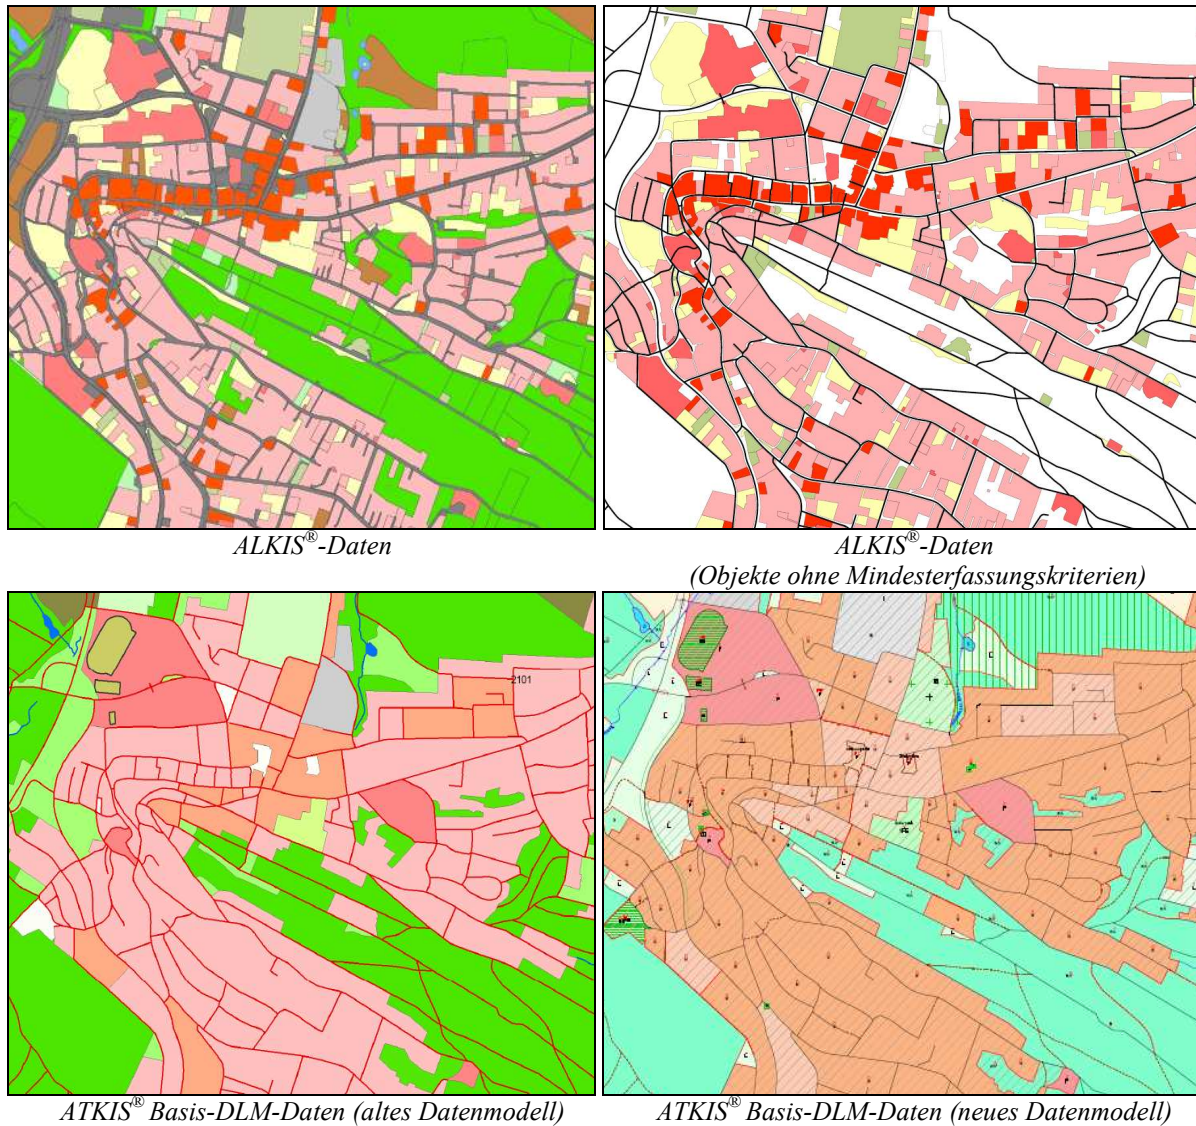 ALKIS®-Daten
ALKIS®-Daten
(Objekte ohne Mindesterfassungskriterien)
2101
ATKIS® Basis-DLM-Daten (altes Datenmodell)
ATKIS® Basis-DLM-Daten (neues Datenmodell)